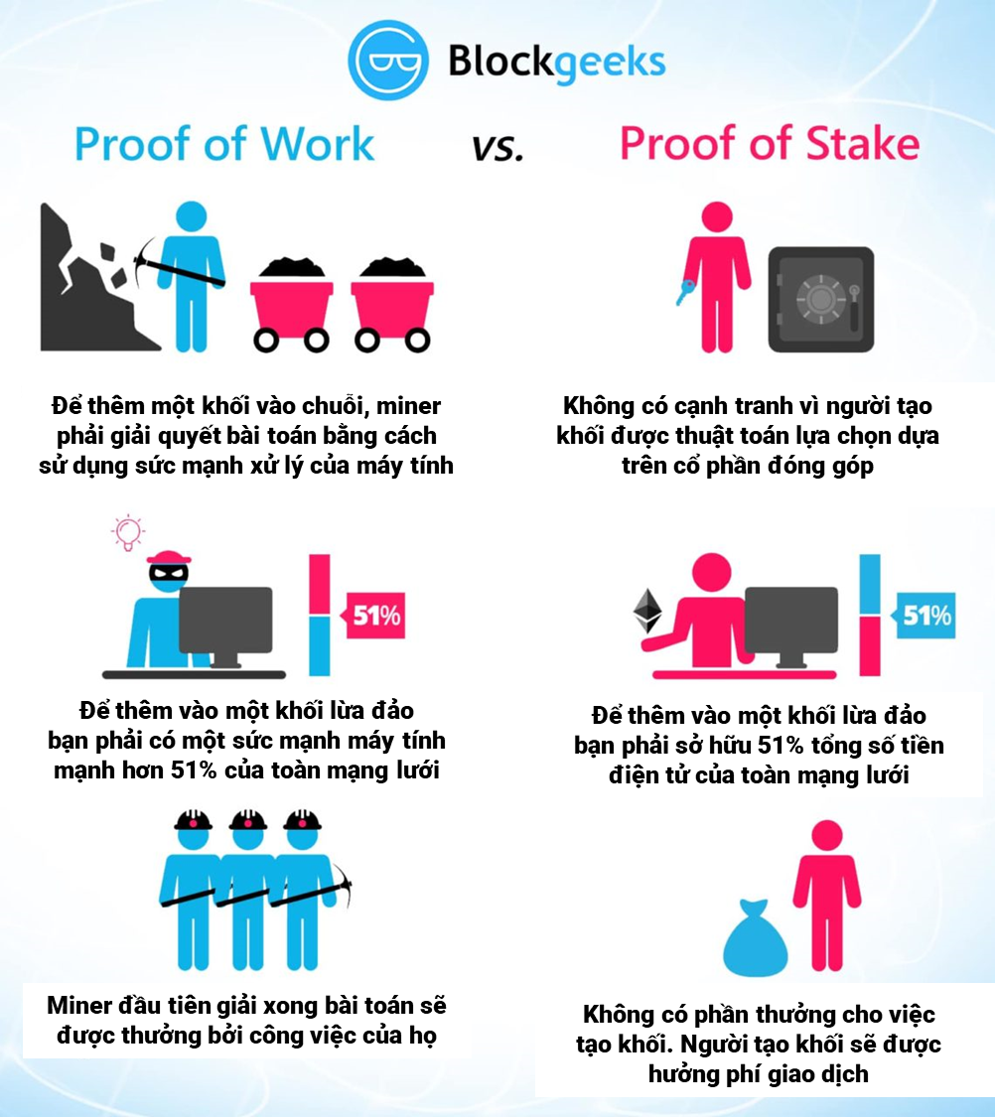 Blockgeeks
Proof of Work
vs.
Proof of Stake
Để thêm một khối vào chuỗi, miner
phải giải quyết bài toán bằng cách
sử dụng sức mạnh xử lý của máy tính
Không có cạnh tranh vì người tạo
khối được thuật toán lựa chọn dựa
trên cổ phần đóng góp
51%
51%
Để thêm vào một khối lừa đảo
bạn phải có một sức mạnh máy tính
mạnh hơn 51% của toàn mạng lưới
Để thêm vào một khối lừa đảo
bạn phải sở hữu 51% tổng số tiền
điện tử của toàn mạng lưới
Miner đầu tiên giải xong bài toán sẽ
được thưởng bởi công việc của họ
Không có phần thưởng cho việc
tạo khối. Người tạo khối sẽ được
hưởng phí giao dịch